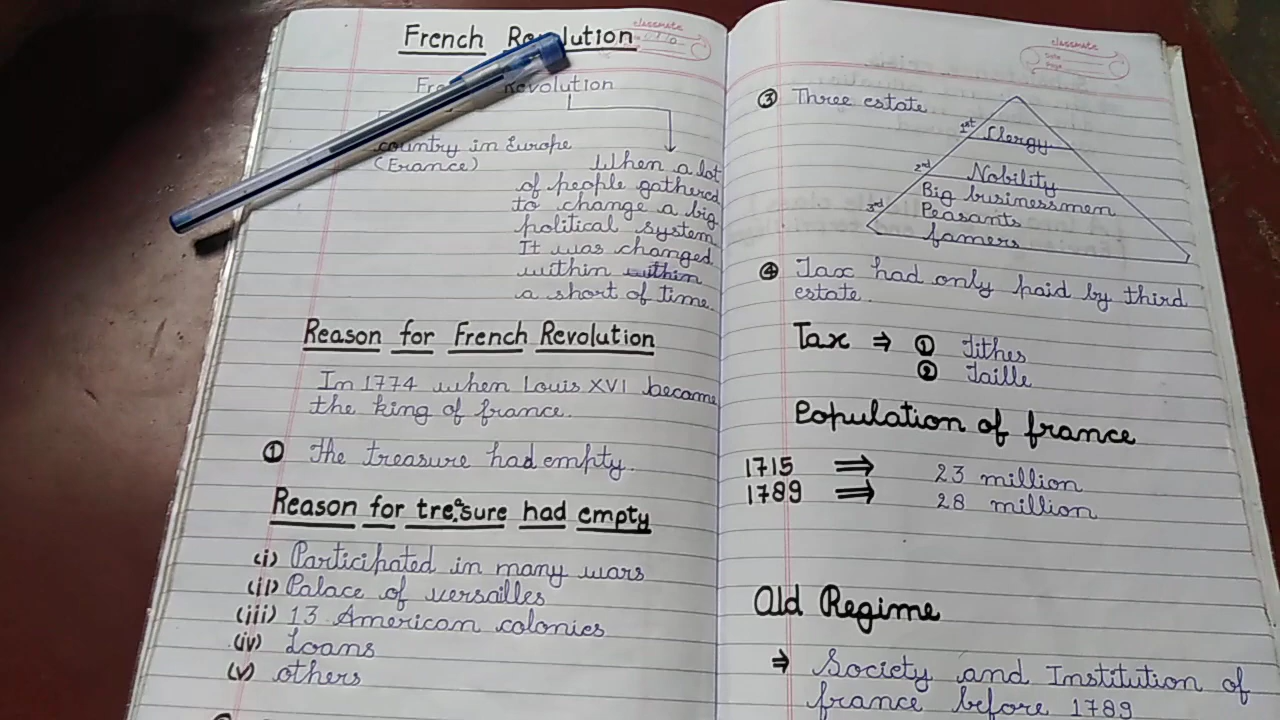 French Revolution
classmate
Revolution
country in Europe
(France)
When a lot
of people gathered
to change a big
political system
It was changed
within within
a short of time.
Reason for French Revolution
In 1774 when Louis XVI became
the king of france.
① the treasure had empty.
Reason for treasure had empty
(i) Participated in many wars
(ii) Palace of versailles
(iii) 13 American colonies
(iv) Loans
(v) others
classmate
Date
Page
③ Three estate
1st Clergy
2nd Nobility
Big businessmen
3rd Peasants
famers
④ Tax had only paid by third
estate.
Tax ⇒ ① Tithes
② Taille
Population of france
1715 ⇒ 23 million
1789 ⇒ 28 million
Old Regime
⇒ Society and Institution of
france before 1789